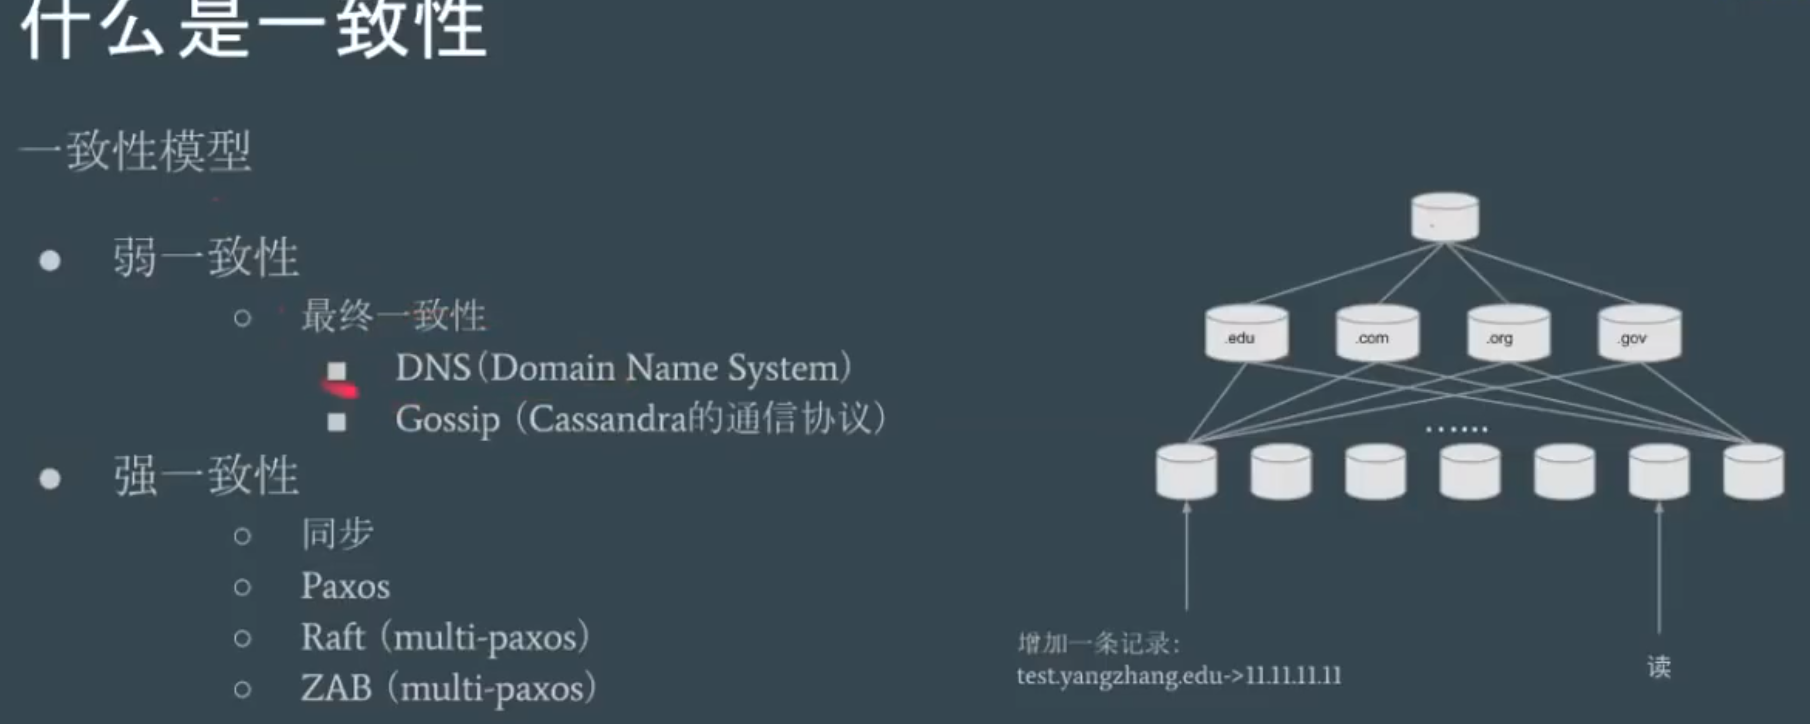 什么是一致性
一致性模型
弱一致性
最终一致性
DNS（Domain Name System）
Gossip（Cassandra的通信协议）
强一致性
同步
Paxos
Raft（multi-paxos）
ZAB（multi-paxos）
.
.edu
.com
.org
.gov
......
增加一条记录：
test.yangzhang.edu->11.11.11.11
读